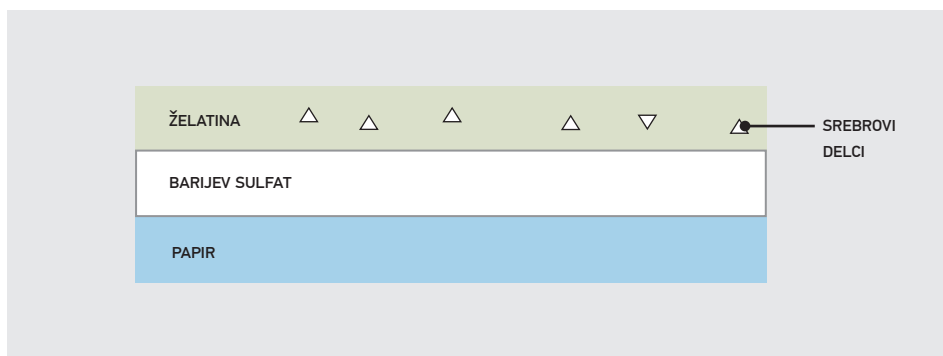 ŽELATINA
SREBROVI
DELCI
BARIJEV SULFAT
PAPIR